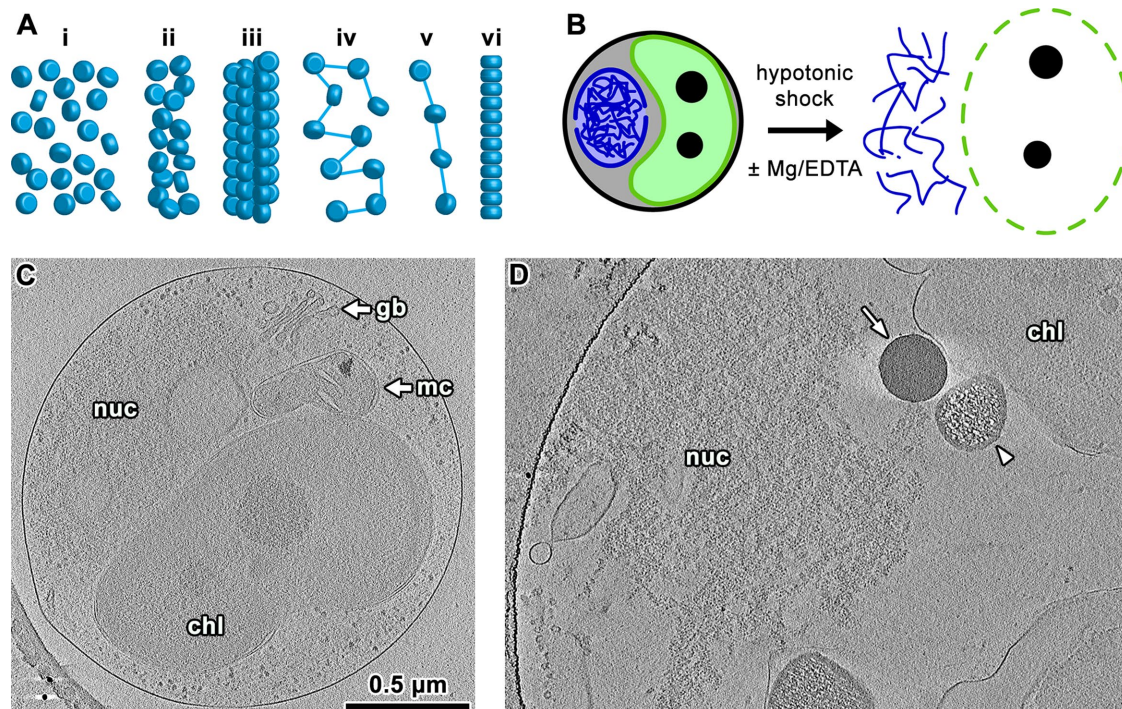 A
i ii iii iv v vi
B
hypotonic
shock
± Mg/EDTA
C
gb
mc
nuc
chl
0.5 µm
D
chl
nuc